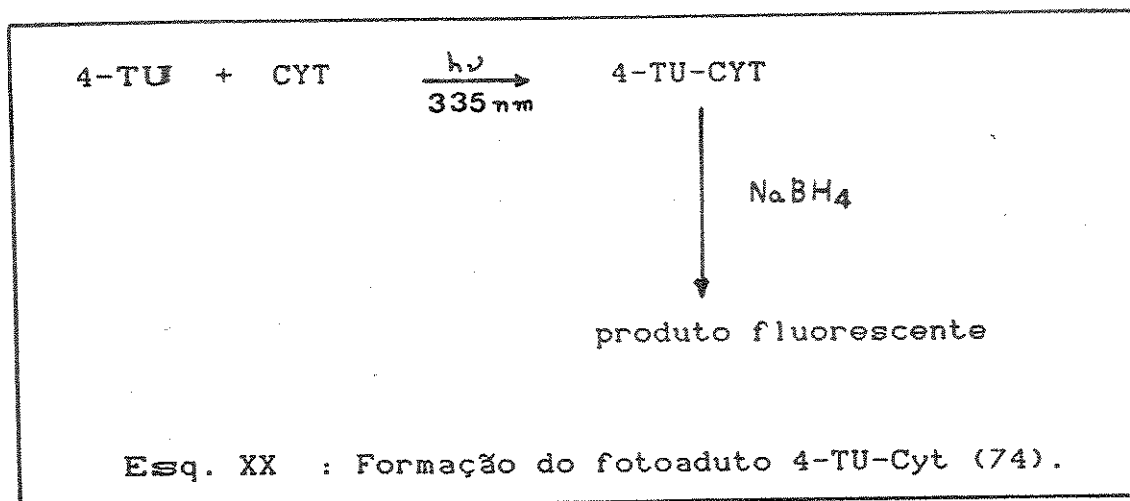 4-TU + CYT hν 4-TU-CYT
335nm
NaBH4
produto fluorescente
Esq. XX : Formação do fotoaduto 4-TU-Cyt (74).